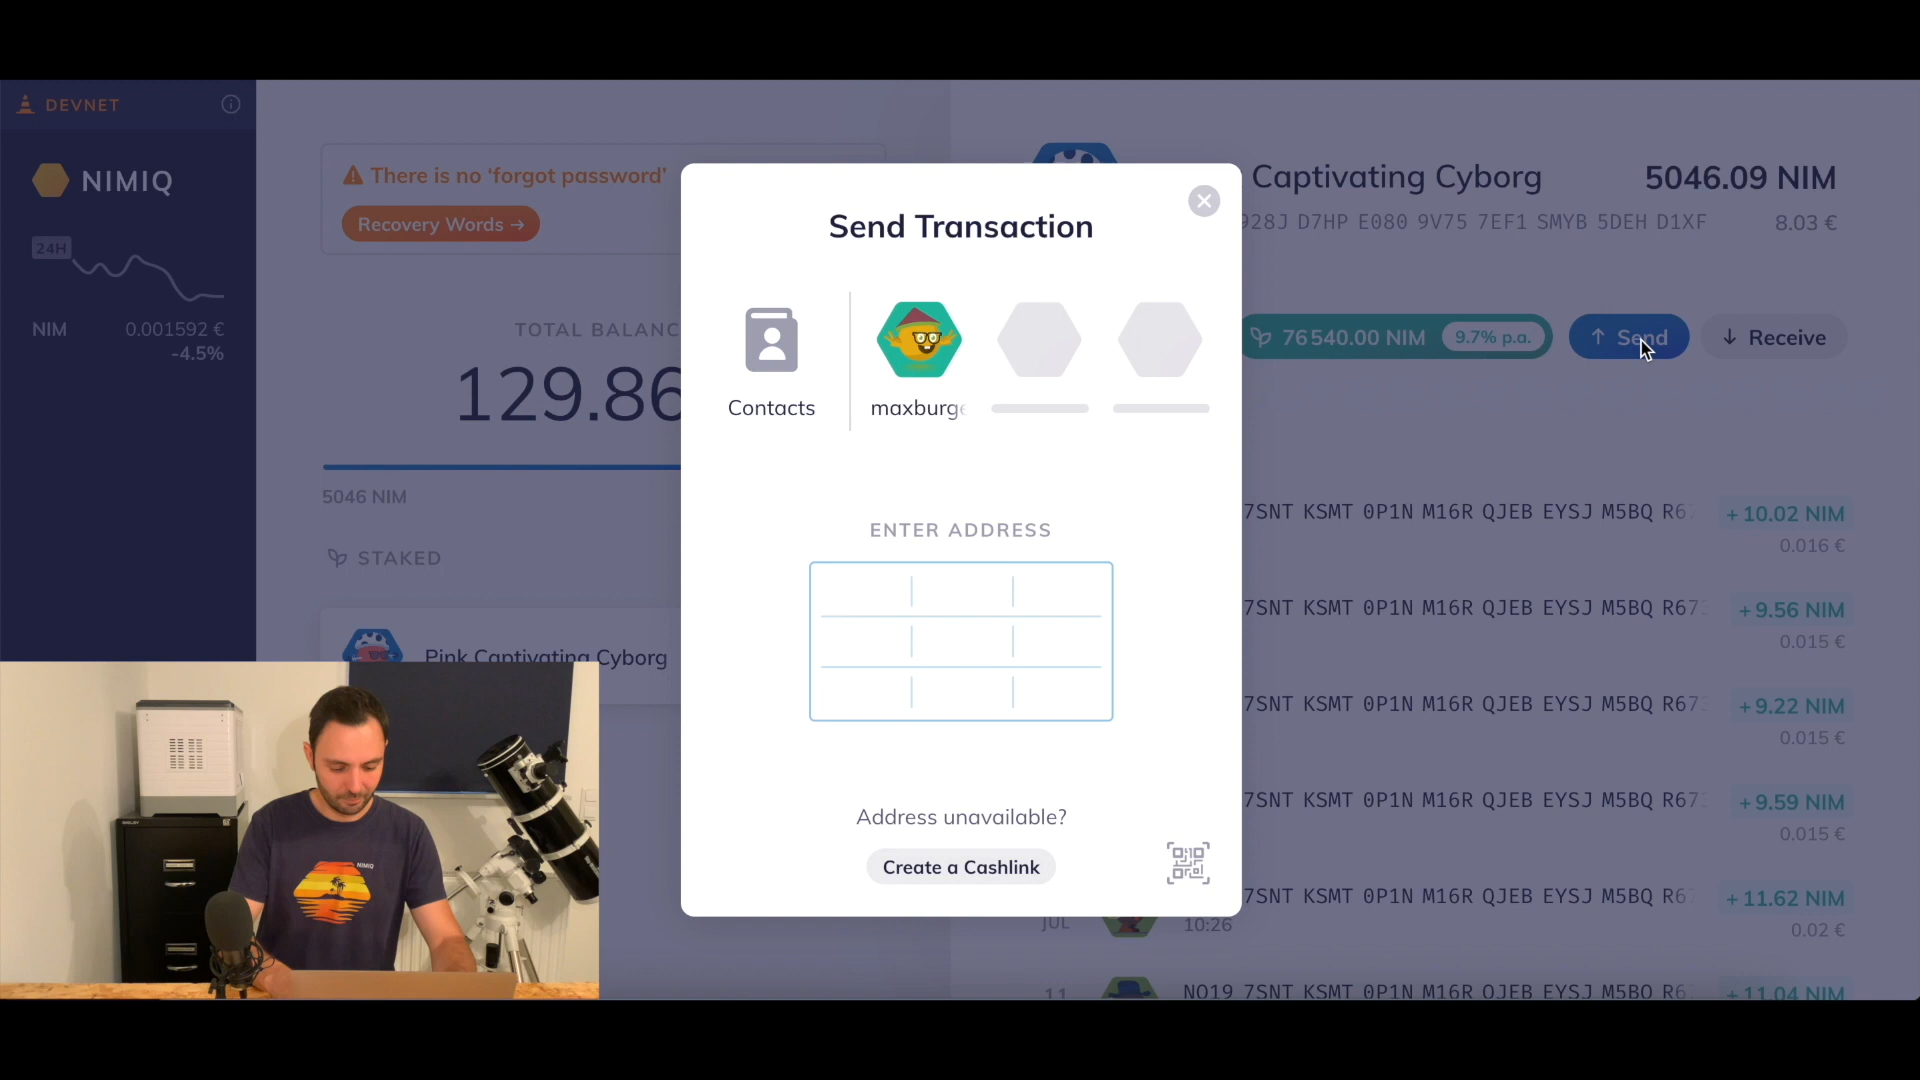 DEVNET
NIMIQ
24H
NIM 0.001592 €
-4.5%
There is no ‘forgot password’
Recovery Words →
TOTAL BALANC
129.86
5046 NIM
STAKED
Pink Captivating Cyborg
Send Transaction
Contacts
maxburge
ENTER ADDRESS
Address unavailable?
Create a Cashlink
Captivating Cyborg 5046.09 NIM
928J D7HP E080 9V75 7EF1 SMYB 5DEH D1XF 8.03 €
76 540.00 NIM 9.7% p.a. ↑ Send ↓ Receive
7SNT KSMT 0P1N M16R QJEB EYSJ M5BQ R67 +10.02 NIM
0.016 €
7SNT KSMT 0P1N M16R QJEB EYSJ M5BQ R673 +9.56 NIM
0.015 €
7SNT KSMT 0P1N M16R QJEB EYSJ M5BQ R673 +9.22 NIM
0.015 €
7SNT KSMT 0P1N M16R QJEB EYSJ M5BQ R673 +9.59 NIM
0.015 €
7SNT KSMT 0P1N M16R QJEB EYSJ M5BQ R67 +11.62 NIM
JUL 10:26 0.02 €
11 NQ19 7SNT KSMT 0P1N M16R QJEB EYSJ M5BQ R6 +11.04 NIM
NIMIQ